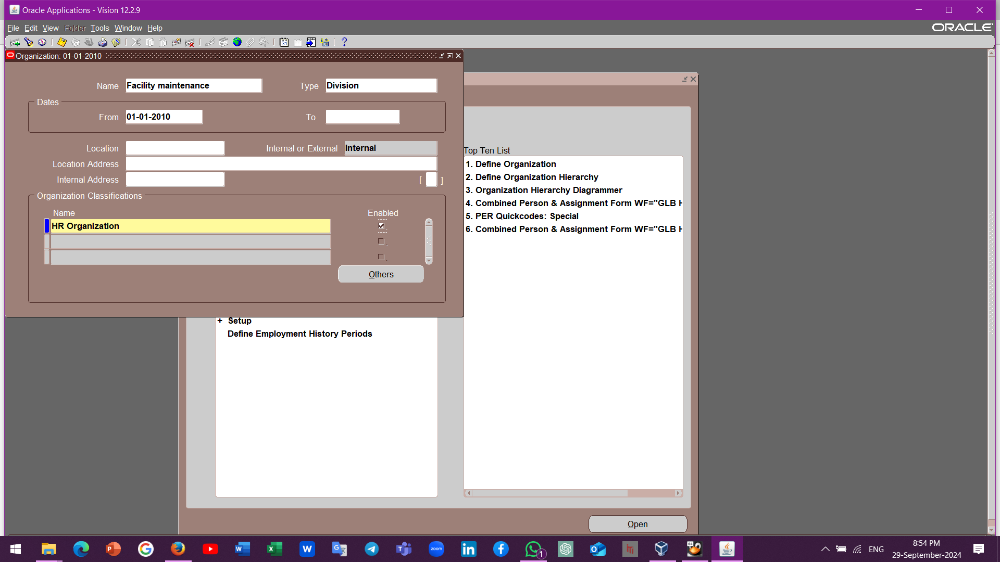 Oracle Applications - Vision 12.2.9
File Edit View Folder Tools Window Help
ORACLE
Organization: 01-01-2010
Name Facility maintenance Type Division
Dates
From 01-01-2010 To
Location Internal or External Internal
Location Address
Internal Address [ ]
Organization Classifications
Name Enabled
HR Organization
Others
Top Ten List
1. Define Organization
2. Define Organization Hierarchy
3. Organization Hierarchy Diagrammer
4. Combined Person & Assignment Form WF="GLB H
5. PER Quickcodes: Special
6. Combined Person & Assignment Form WF="GLB H
+ Setup
Define Employment History Periods
Open
zoom
1
ENG
8:54 PM
29-September-2024